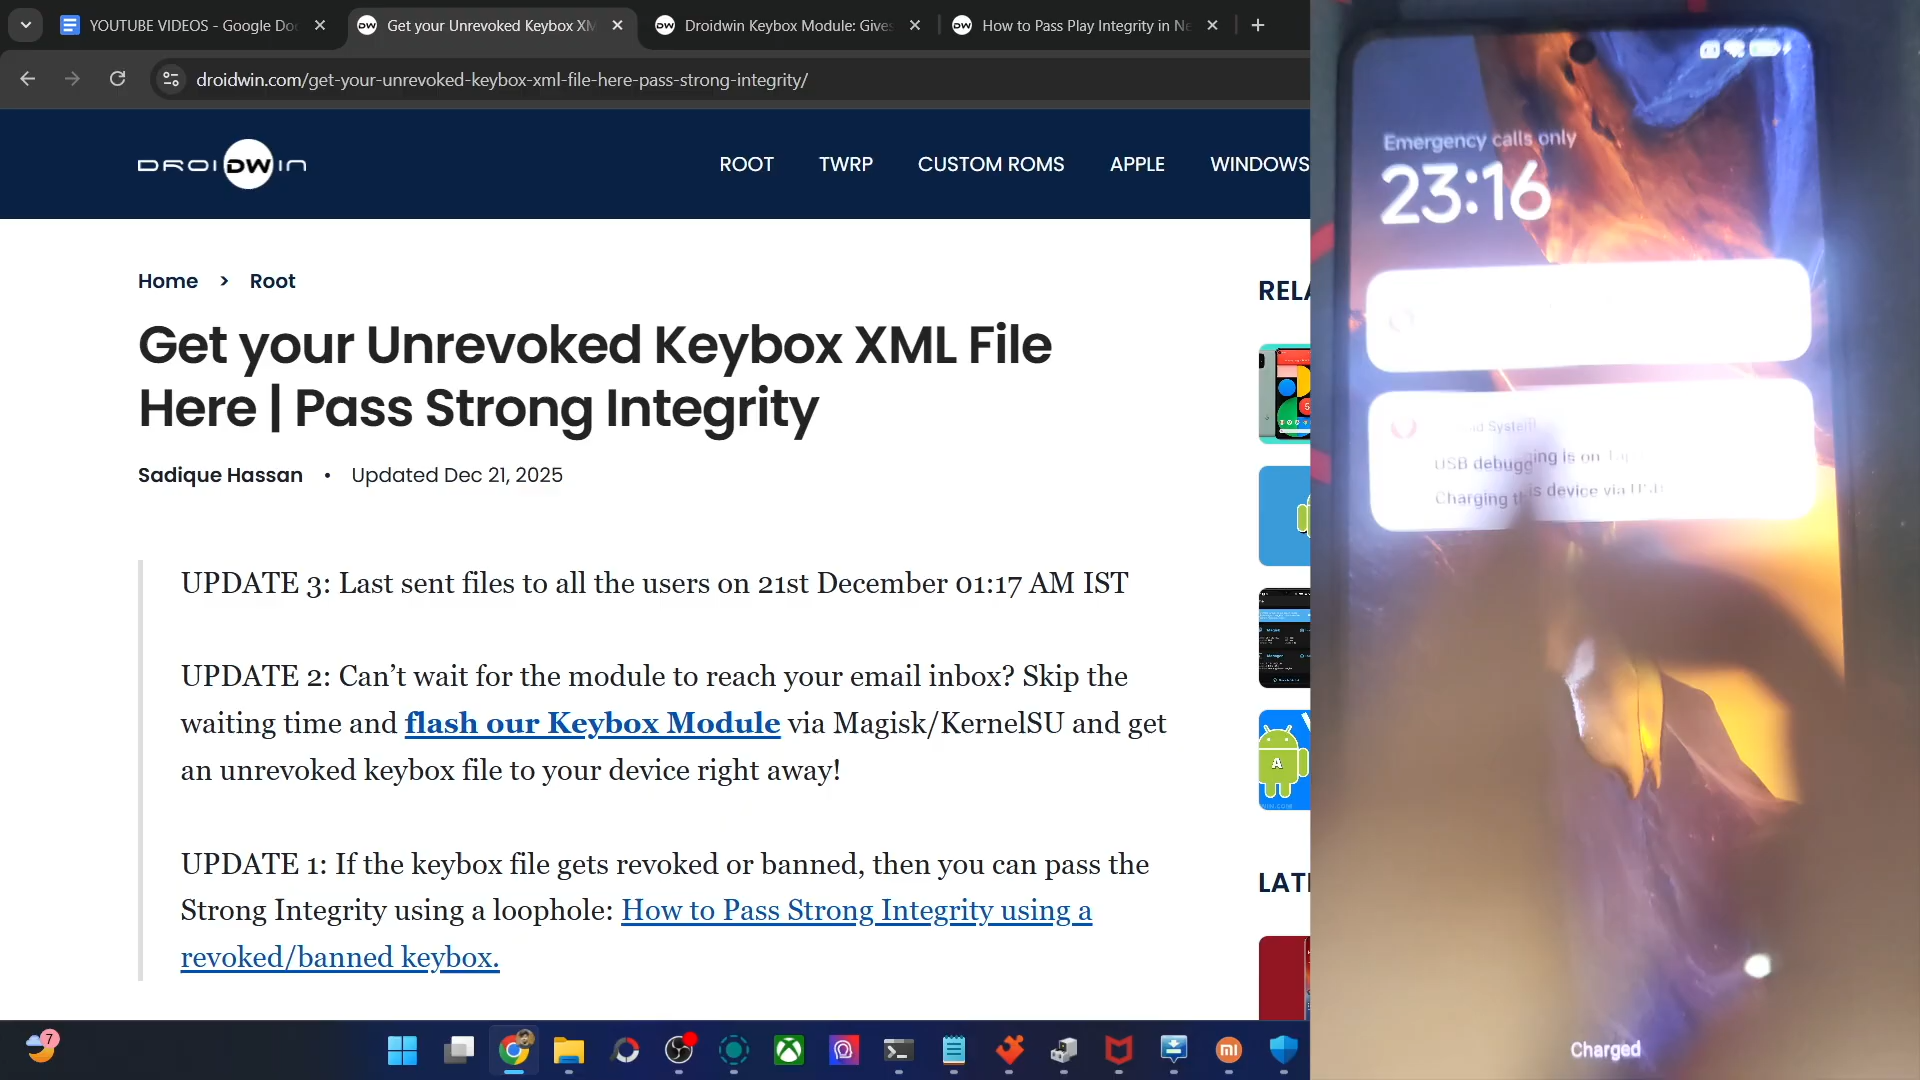 YOUTUBE VIDEOS - Google Do
Get your Unrevoked Keybox XM
Droidwin Keybox Module: Gives
How to Pass Play Integrity in Ne
droidwin.com/get-your-unrevoked-keybox-xml-file-here-pass-strong-integrity/
DROIDWIN
ROOT
TWRP
CUSTOM ROMS
APPLE
WINDOWS
Home > Root
Get your Unrevoked Keybox XML File
Here | Pass Strong Integrity
Sadique Hassan • Updated Dec 21, 2025
UPDATE 3: Last sent files to all the users on 21st December 01:17 AM IST
UPDATE 2: Can’t wait for the module to reach your email inbox? Skip the
waiting time and flash our Keybox Module via Magisk/KernelSU and get
an unrevoked keybox file to your device right away!
UPDATE 1: If the keybox file gets revoked or banned, then you can pass the
Strong Integrity using a loophole: How to Pass Strong Integrity using a
revoked/banned keybox.
RELA
LATE
7
Emergency calls only
23:16
USB debugging is on
Charging this device via
Charged